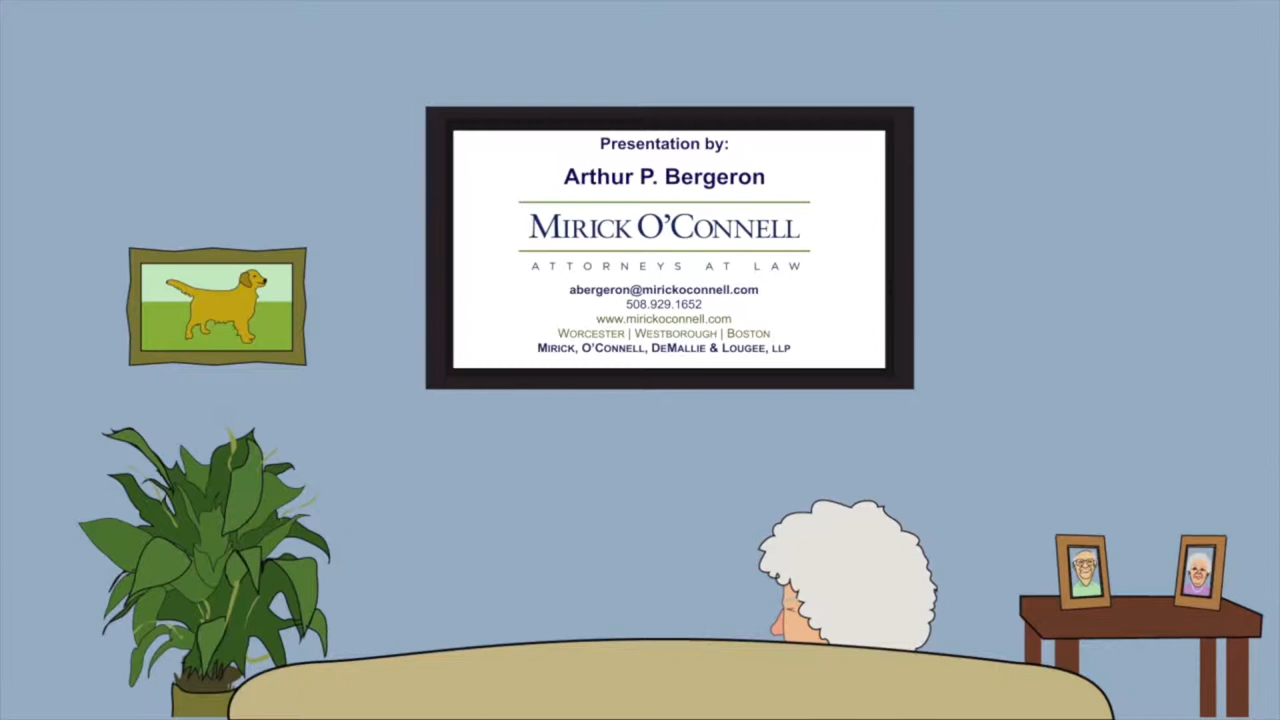 Presentation by:
Arthur P. Bergeron
MIRICK O'CONNELL
ATTORNEYS AT LAW
abergeron@mirickoconnell.com
508.929.1652
www.mirickoconnell.com
WORCESTER | WESTBOROUGH | BOSTON
MIRICK, O'CONNELL, DEMALLIE & LOUGEE, LLP